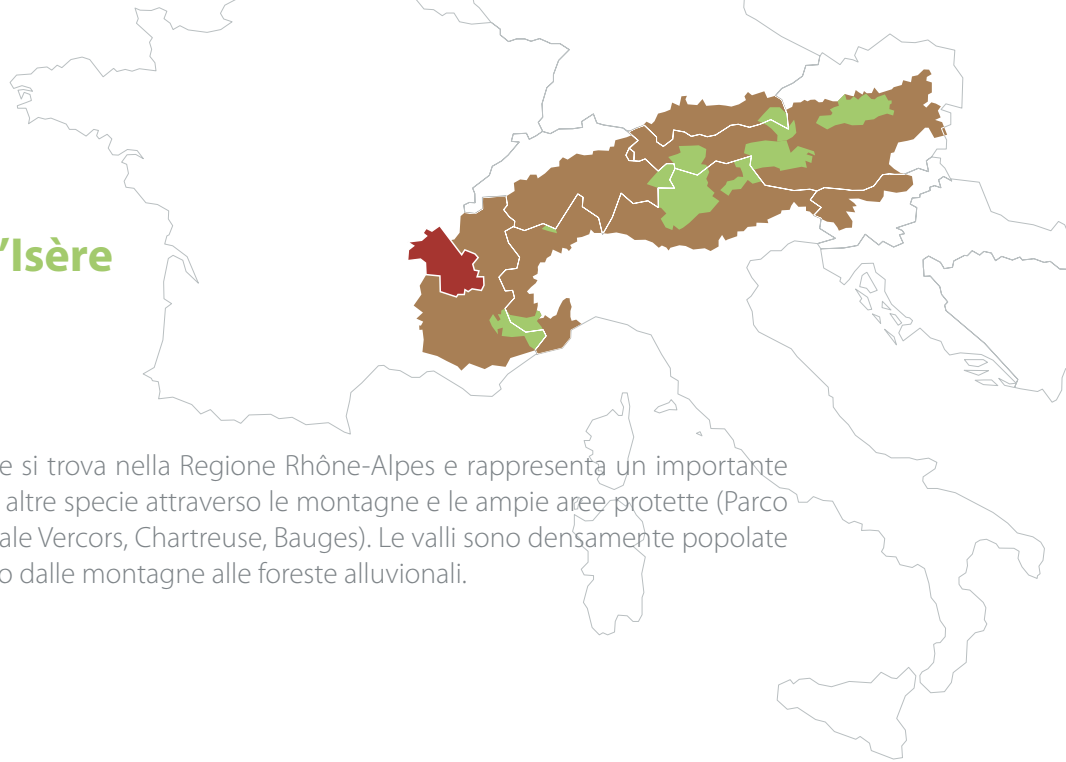 ’Isère
e si trova nella Regione Rhône-Alpes e rappresenta un importante
altre specie attraverso le montagne e le ampie aree protette (Parco
ale Vercors, Chartreuse, Bauges). Le valli sono densamente popolate
o dalle montagne alle foreste alluvionali.